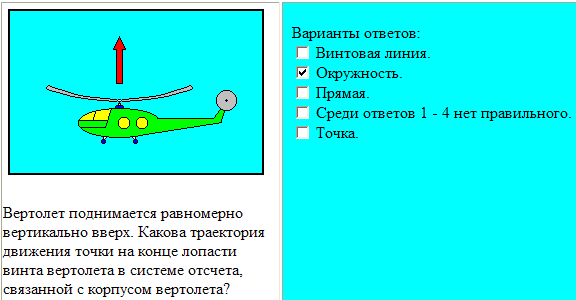 Вертолет поднимается равномерно
вертикально вверх. Какова траектория
движения точки на конце лопасти
винта вертолета в системе отсчета,
связанной с корпусом вертолета?
Варианты ответов:
Винтовая линия.
Окружность.
Прямая.
Среди ответов 1 - 4 нет правильного.
Точка.